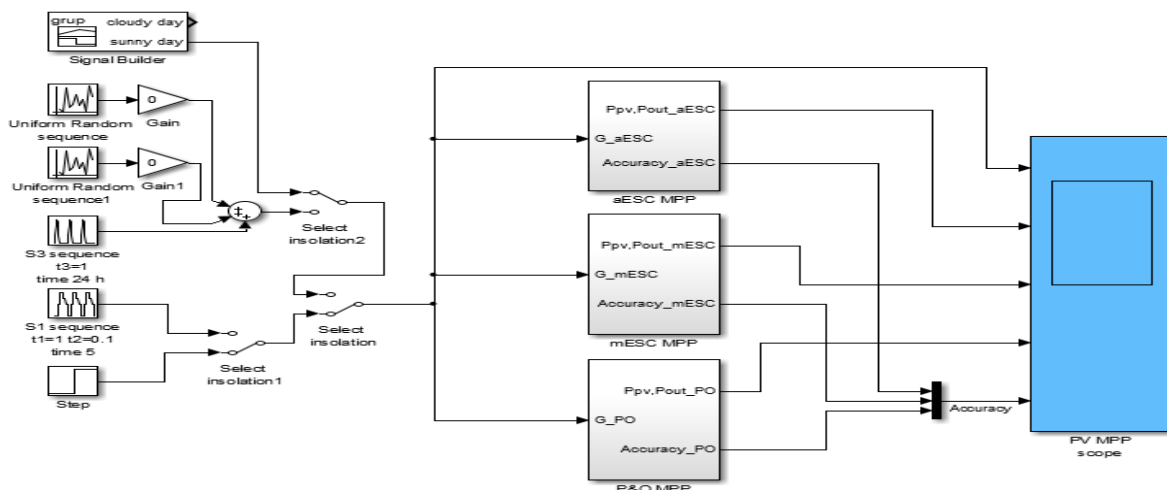 grup
cloudy day
sunny day
Signal Builder
0
Gain
Uniform Random
sequence
0
Gain1
Uniform Random
sequence1
S3 sequence
t3=1
time 24 h
S1 sequence
t1=1 t2=0.1
time 5
Step
Select
insolation2
Select
insolation
Select
insolation1
Ppv,Pout_aESC
G_aESC
Accuracy_aESC
aESC MPP
Ppv,Pout_mESC
G_mESC
Accuracy_mESC
mESC MPP
Ppv,Pout_PO
G_PO
Accuracy_PO
P&O MPP
Accuracy
PV MPP
scope